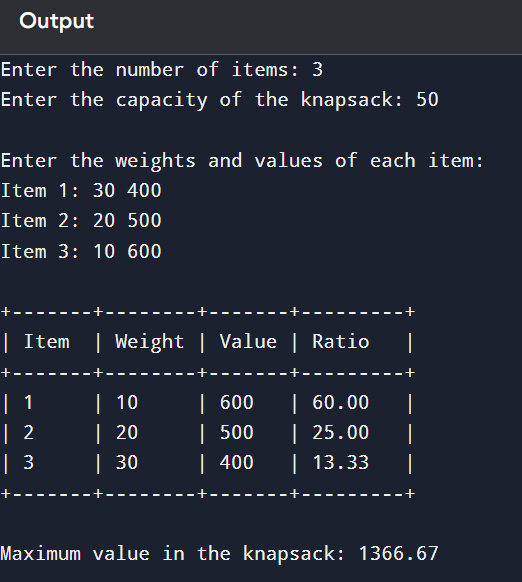 Output
Enter the number of items: 3
Enter the capacity of the knapsack: 50
Enter the weights and values of each item:
Item 1: 30 400
Item 2: 20 500
Item 3: 10 600
+-------+--------+-------+---------+
| Item  | Weight | Value | Ratio   |
+-------+--------+-------+---------+
| 1     | 10     | 600   | 60.00   |
| 2     | 20     | 500   | 25.00   |
| 3     | 30     | 400   | 13.33   |
+-------+--------+-------+---------+
Maximum value in the knapsack: 1366.67